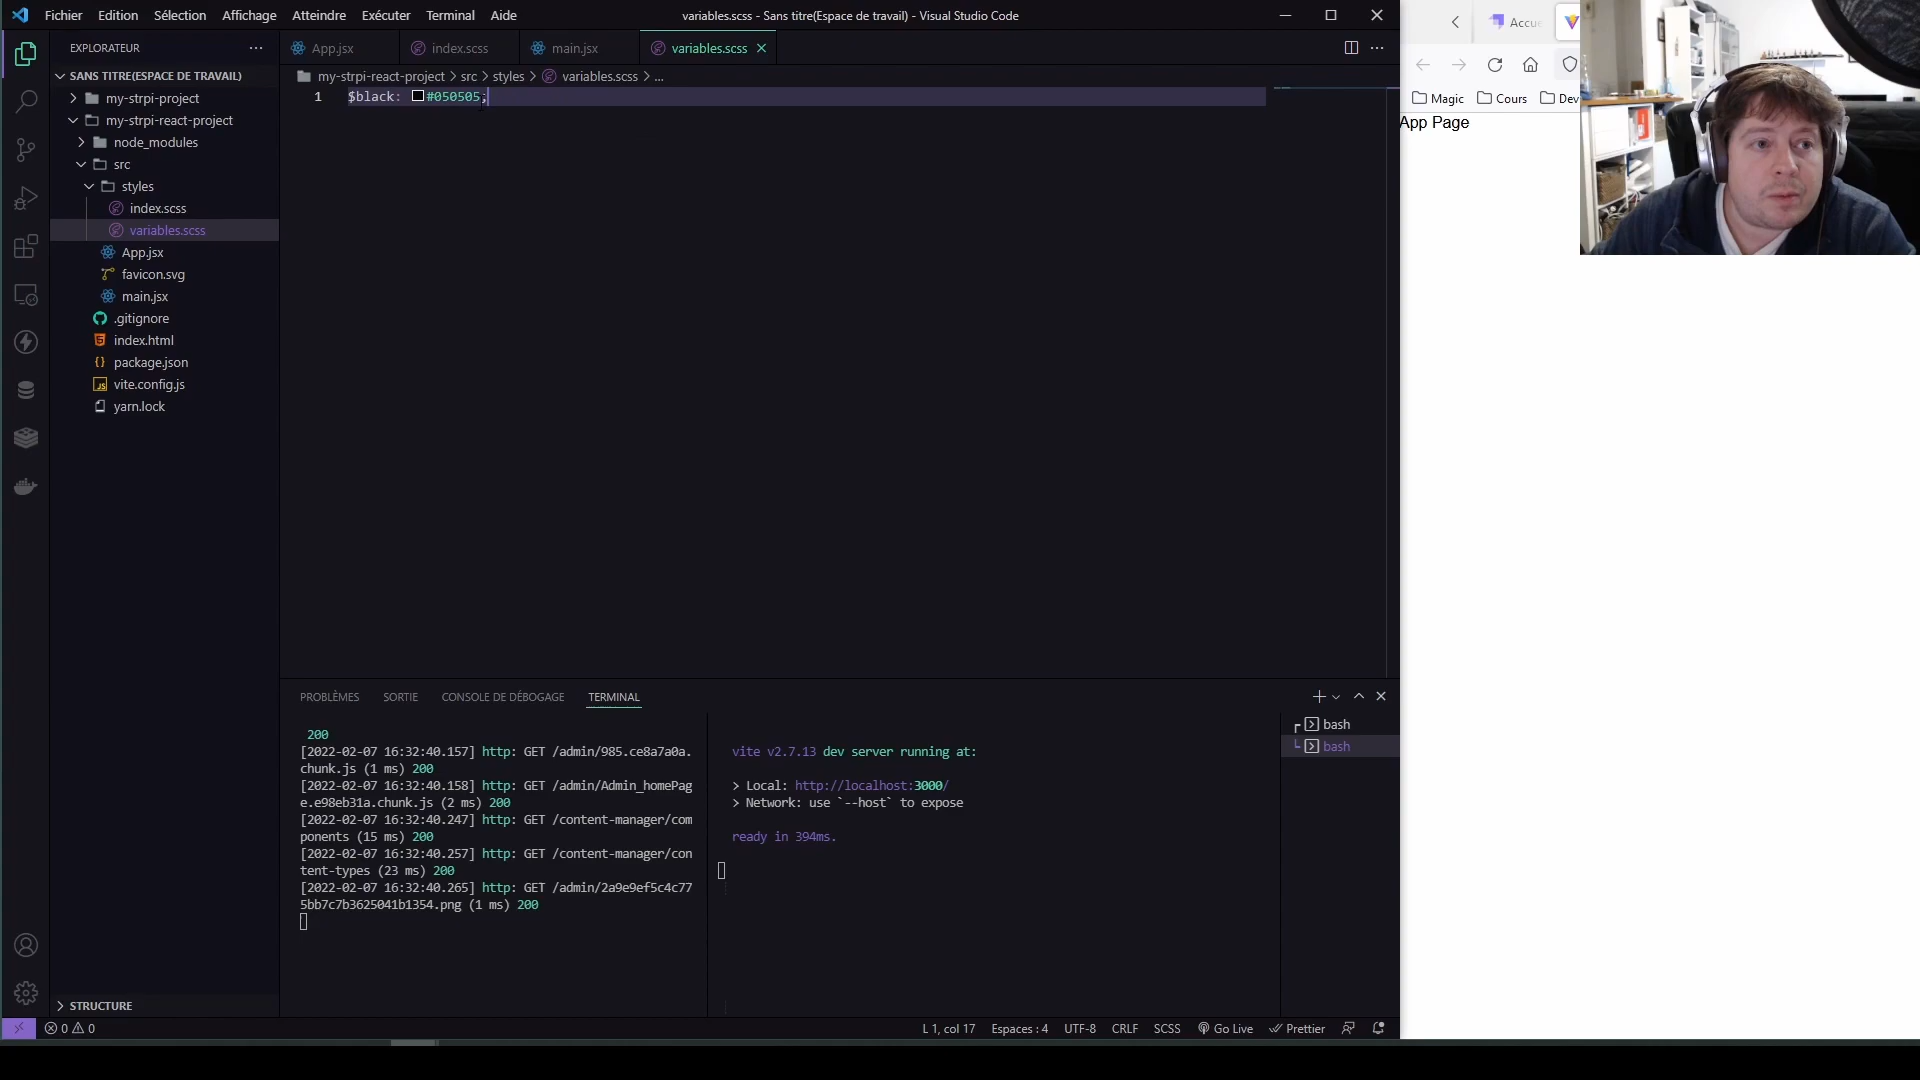 Fichier Edition Sélection Affichage Atteindre Exécuter Terminal Aide
variables.scss - Sans titre(Espace de travail) - Visual Studio Code
EXPLORATEUR
SANS TITRE(ESPACE DE TRAVAIL)
my-strpi-project
my-strpi-react-project
node_modules
src
styles
index.scss
variables.scss
App.jsx
favicon.svg
main.jsx
.gitignore
index.html
package.json
vite.config.js
yarn.lock
STRUCTURE
App.jsx index.scss main.jsx variables.scss
my-strpi-react-project > src > styles > variables.scss > ...
1 $black: #050505;
PROBLÈMES SORTIE CONSOLE DE DÉBOGAGE TERMINAL
200
[2022-02-07 16:32:40.157] http: GET /admin/985.ce8a7a0a.
chunk.js (1 ms) 200
[2022-02-07 16:32:40.158] http: GET /admin/Admin_homePag
e.e98eb31a.chunk.js (2 ms) 200
[2022-02-07 16:32:40.247] http: GET /content-manager/com
ponents (15 ms) 200
[2022-02-07 16:32:40.257] http: GET /content-manager/con
tent-types (23 ms) 200
[2022-02-07 16:32:40.265] http: GET /admin/2a9e9ef5c4c77
5bb7c7b3625041b1354.png (1 ms) 200
vite v2.7.13 dev server running at:
> Local: http://localhost:3000/
> Network: use `--host` to expose
ready in 394ms.
bash
bash
0 0
L 1, col 17 Espaces : 4 UTF-8 CRLF SCSS Go Live Prettier
Accue
Magic Cours Dev
App Page